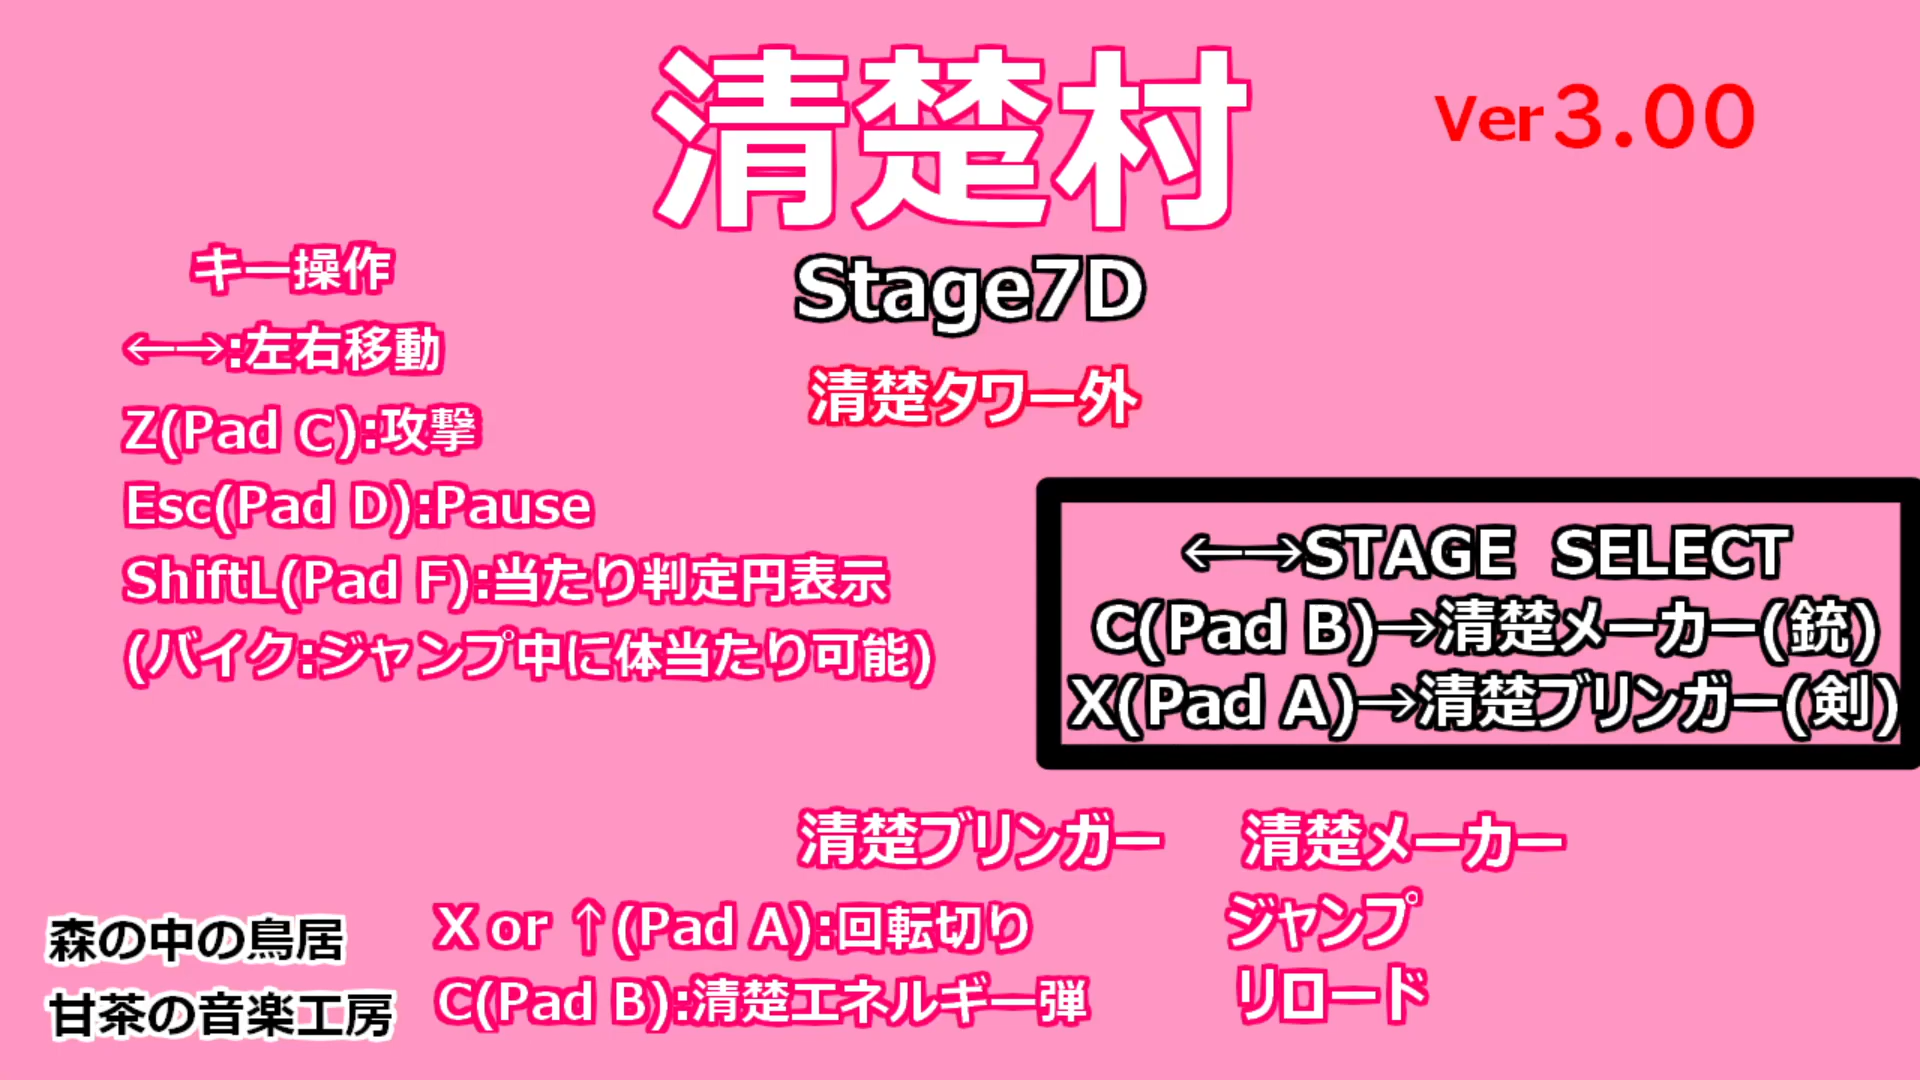 清楚村
Ver3.00
Stage7D
清楚タワー外
キー操作
←→:左右移動
Z(Pad C):攻撃
Esc(Pad D):Pause
ShiftL(Pad F):当たり判定円表示
(バイク:ジャンプ中に体当たり可能)
←→STAGE SELECT
C(Pad B)→清楚メーカー(銃)
X(Pad A)→清楚ブリンガー(剣)
清楚ブリンガー 清楚メーカー
X or ↑(Pad A):回転切り ジャンプ
C(Pad B):清楚エネルギー弾 リロード
森の中の鳥居
甘茶の音楽工房